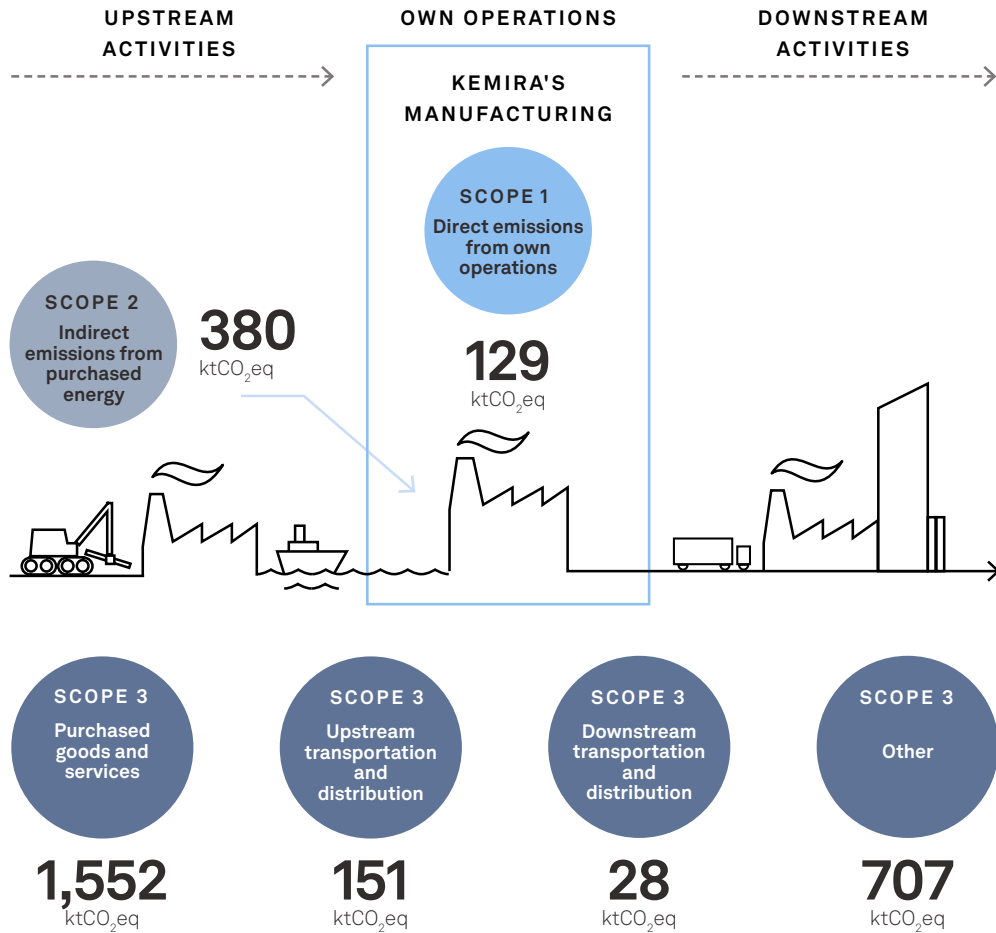 UPSTREAM
ACTIVITIES
OWN OPERATIONS
DOWNSTREAM
ACTIVITIES
KEMIRA'S
MANUFACTURING
SCOPE 1
Direct emissions
from own
operations
129
ktCO₂eq
SCOPE 2
Indirect
emissions from
purchased
energy
380
ktCO₂eq
SCOPE 3
Purchased
goods and
services
1,552
ktCO₂eq
SCOPE 3
Upstream
transportation
and
distribution
151
ktCO₂eq
SCOPE 3
Downstream
transportation
and
distribution
28
ktCO₂eq
SCOPE 3
Other
707
ktCO₂eq